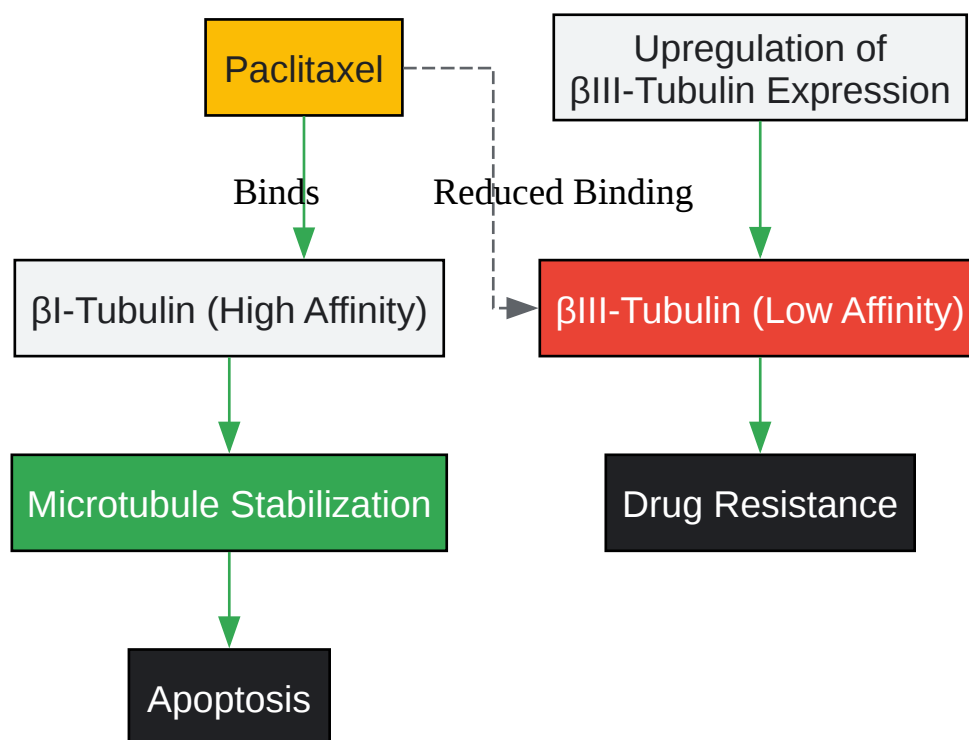 Paclitaxel
Upregulation of
βIII-Tubulin Expression
Binds
Reduced Binding
βI-Tubulin (High Affinity)
βIII-Tubulin (Low Affinity)
Microtubule Stabilization
Drug Resistance
Apoptosis